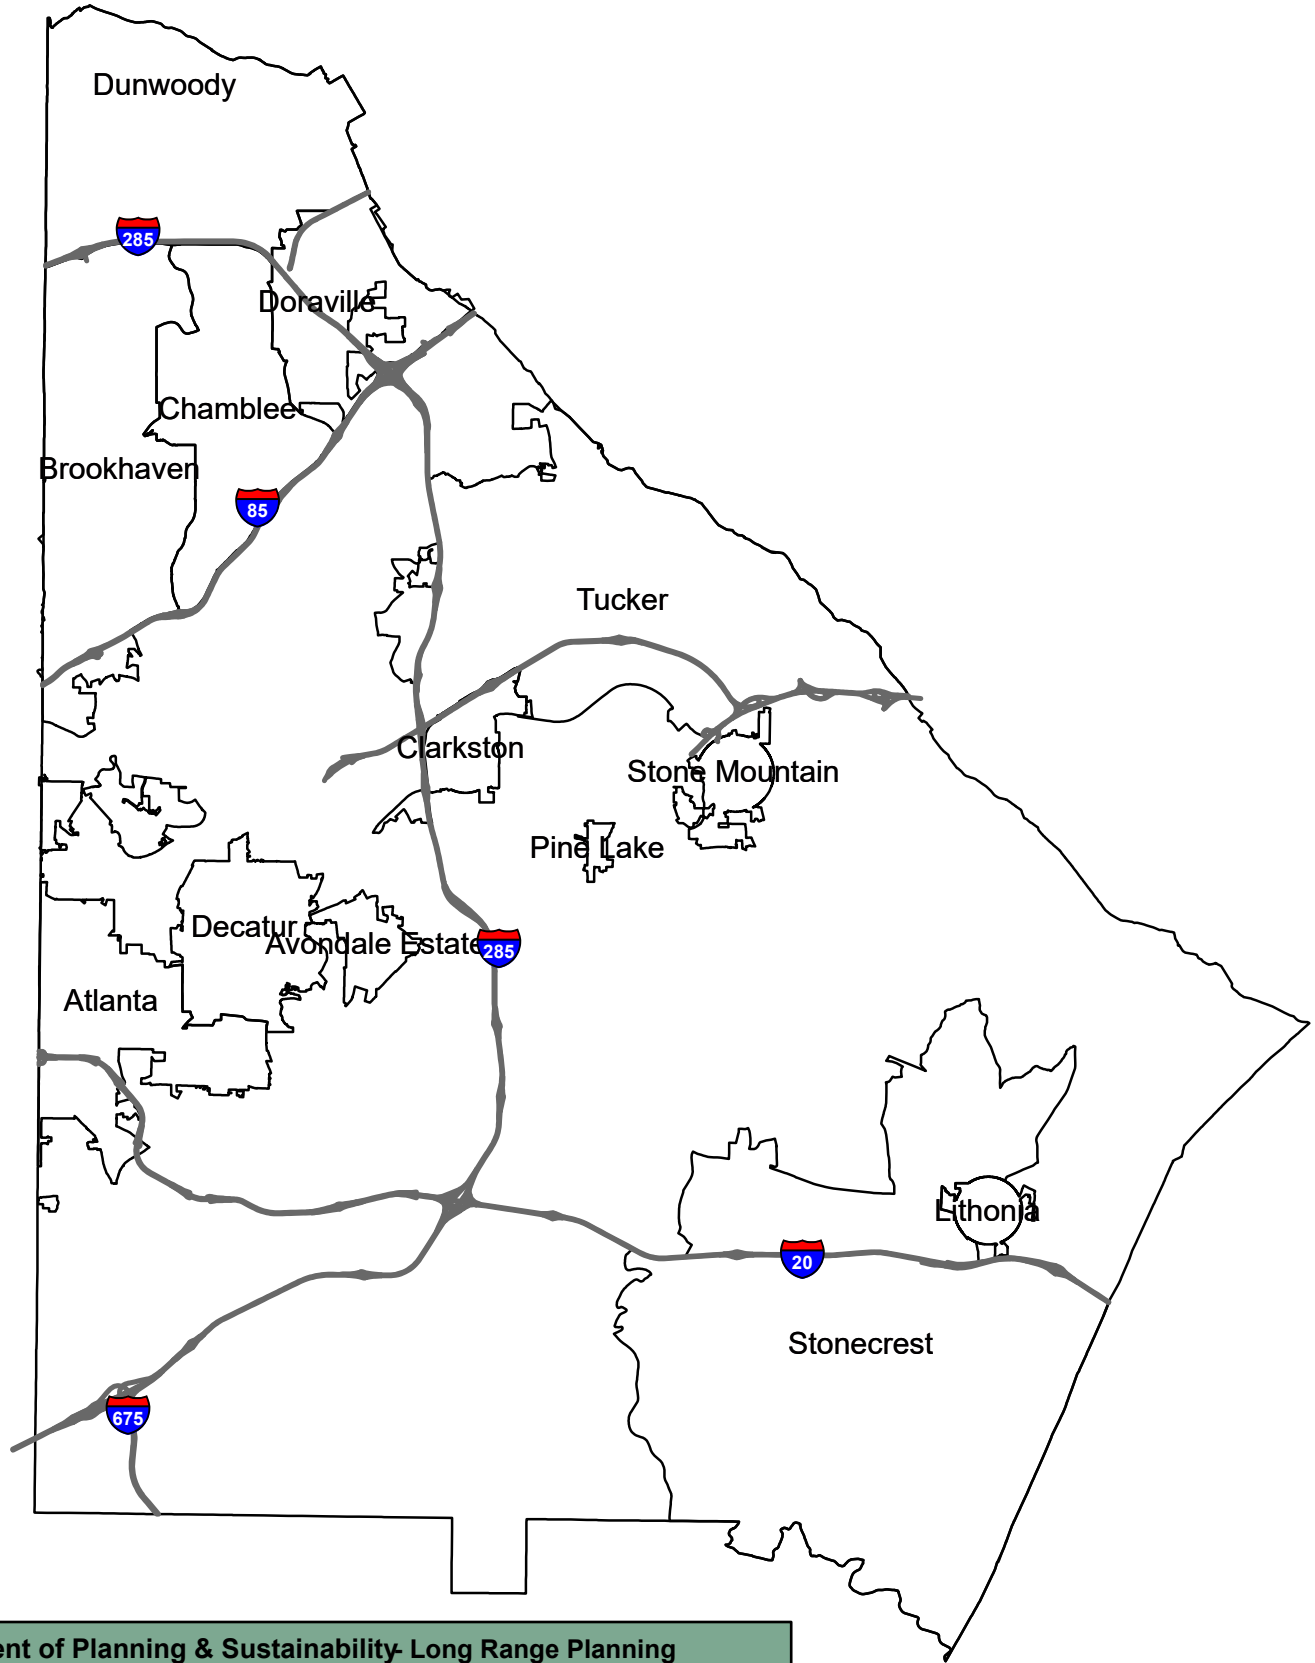 Dunwoody
285
Doraville
Chamblee
Brookhaven
85
Tucker
Clarkston
Stone Mountain
Pine Lake
Decatur
Avondale Estate
285
Atlanta
Lithonia
20
Stonecrest
675
ent of Planning & Sustainability- Long Range Planning